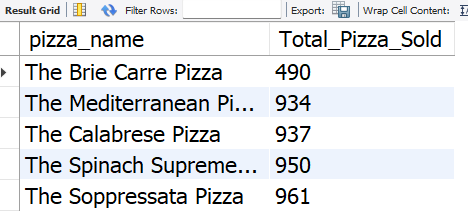 Result Grid Filter Rows: Export: Wrap Cell Content:
pizza_name Total_Pizza_Sold
The Brie Carre Pizza 490
The Mediterranean Pi... 934
The Calabrese Pizza 937
The Spinach Supreme... 950
The Soppressata Pizza 961